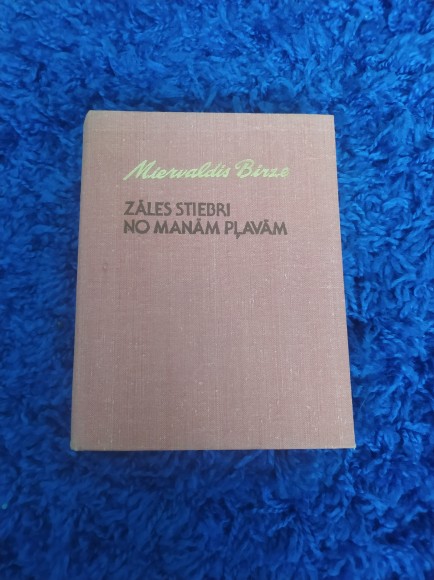 Miervaldis Birze
ZĀLES STIEBRI
NO MANĀM PĻAVĀM